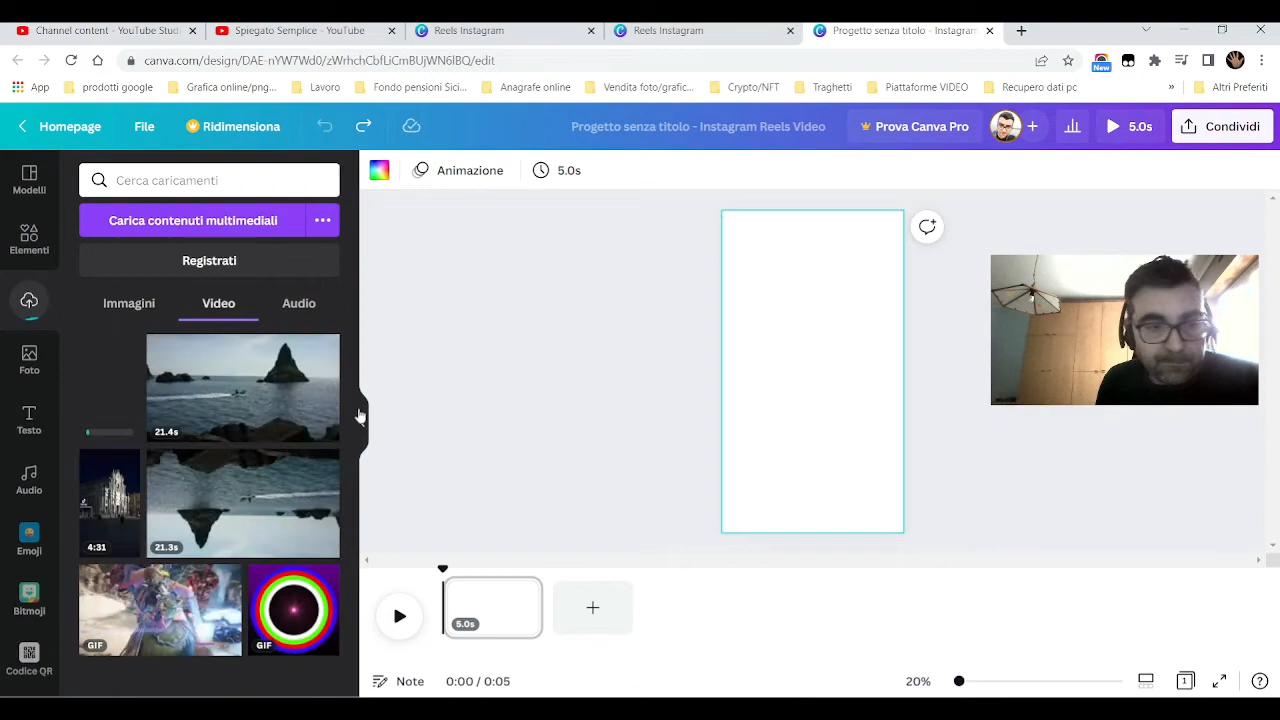 Channel content - YouTube Studi
Spiegato Semplice - YouTube
Reels Instagram
Reels Instagram
Progetto senza titolo - Instagram
canva.com/design/DAE-nYW7Wd0/zWrhchCbfLiCmBUjWN6lBQ/edit
New
App
prodotti google
Grafica online/png...
Lavoro
Fondo pensioni Sici...
Anagrafe online
Vendita foto/grafic...
Crypto/NFT
Traghetti
Piattaforme VIDEO
Recupero dati pc
»
Altri Preferiti
Homepage
File
Ridimensiona
Progetto senza titolo - Instagram Reels Video
Prova Canva Pro
5.0s
Condividi
Modelli
Elementi
Foto
Testo
Audio
Emoji
Bitmoji
Codice QR
Cerca caricamenti
Carica contenuti multimediali
Registrati
Immagini
Video
Audio
21.4s
4:31
21.3s
GIF
GIF
Animazione
5.0s
5.0s
Note
0:00 / 0:05
20%
1